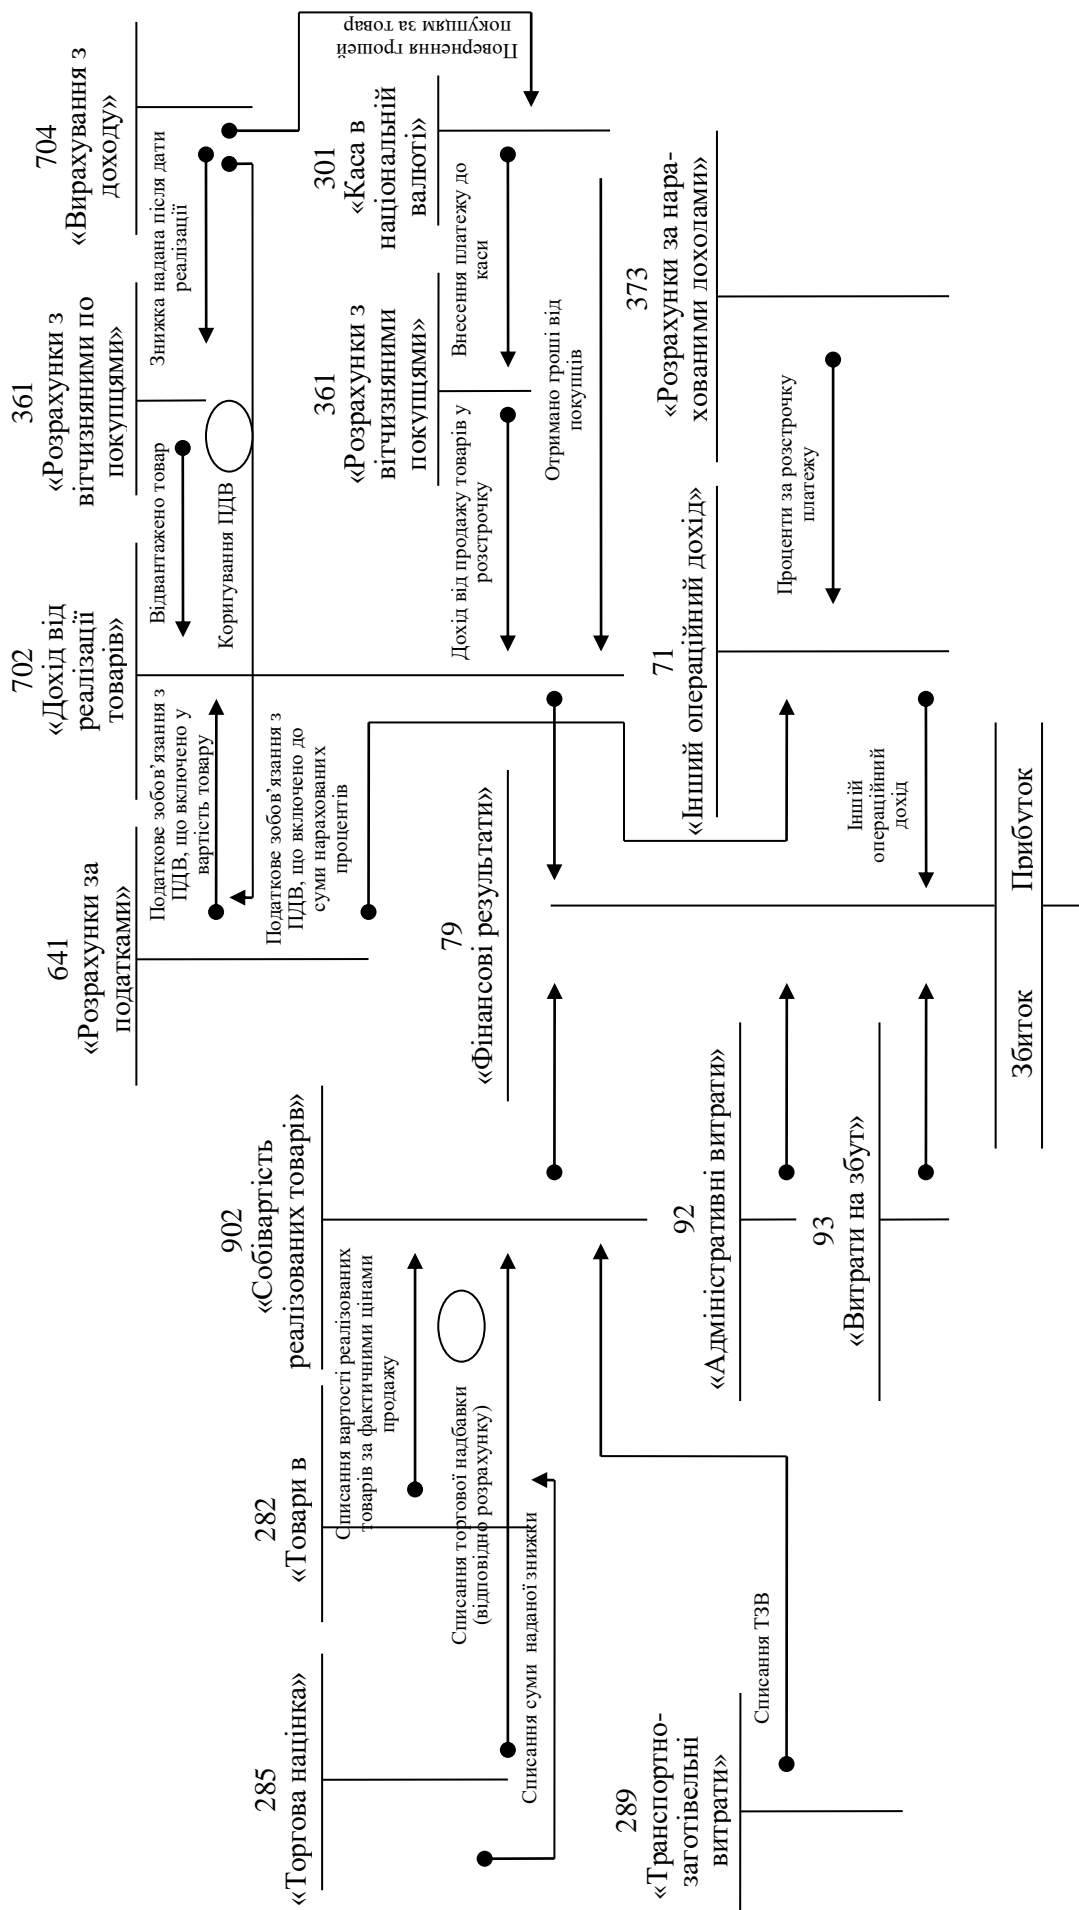 704
«Вирахування з
доходу»
361
«Розрахунки з
вітчизняними по
покупцями»
702
«Дохід від
реалізації
товарів»
641
«Розрахунки за
податками»
Знижка надана після дати
реалізації
Відвантажено товар
Коригування ПДВ
Податкове зобов'язання з
ПДВ, що включено у
вартість товару
Податкове зобов'язання з
ПДВ, що включено до
суми нарахованих
процентів
Повернення грошей
покупцям за товар
301
«Каса в
національній
валюті»
361
«Розрахунки з
вітчизняними
покупцями»
Внесення платежу до
каси
Дохід від продажу товарів у
розстрочку
Отримано гроші від
покупців
902
«Собівартість
реалізованих товарів»
282
«Товари в
285
«Торгова націнка»
Списання вартості реалізованих
товарів за фактичними цінами
продажу
Списання торгової надбавки
(відповідно розрахунку)
Списання суми наданої знижки
79
«Фінансові результати»
373
«Розрахунки за нара-
хованими доходами»
71
«Інший операційний дохід»
Проценти за розстрочку
платежу
Іншій
операційний
дохід
289
«Транспортно-
заготівельні
витрати»
Списання ТЗВ
92
«Адміністративні витрати»
93
«Витрати на збут»
Збиток
Прибуток